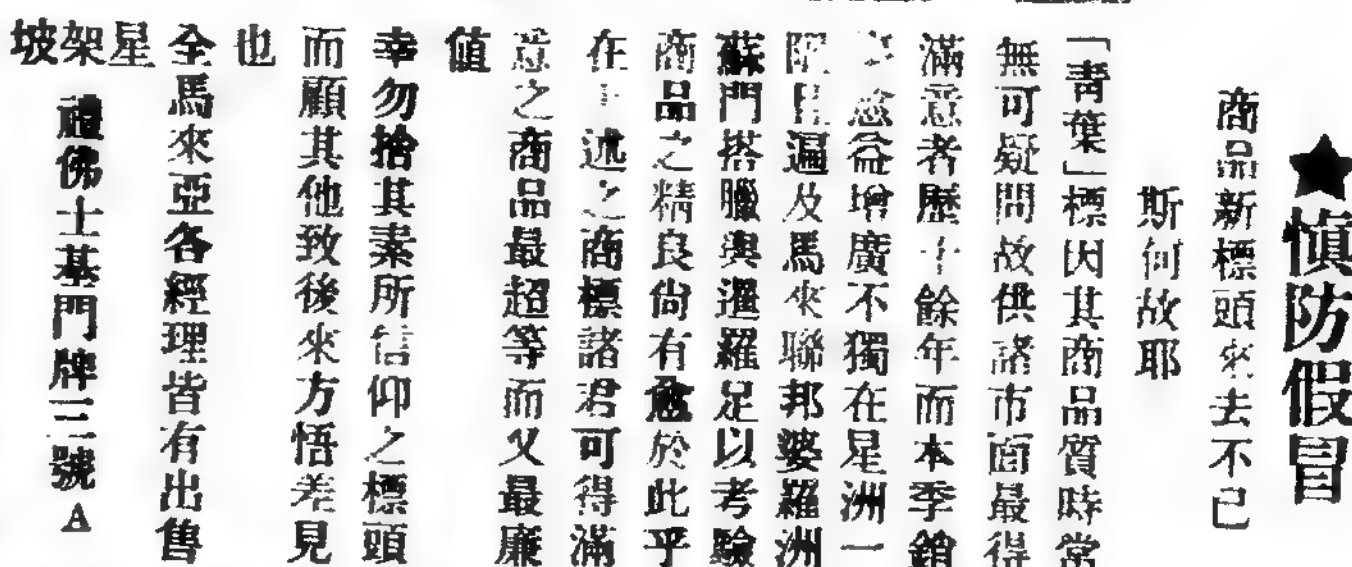 ★慎防假冒
商品新標頭來去不已
斯何故耶
「青葉」標因其商品質時常
無可疑問故供諸市面最得
滿意者歷十餘年而本季銷
愈益增廣不獨在星洲一
隅且遍及馬來聯邦婆羅洲
蘇門搭臘與暹羅足以考驗
商品之精良尙有愈於此乎
在上述之商標諸君可得滿
意之商品最超等而又最廉
值
幸勿捨其素所信仰之標頭
而顧其他致後來方悟差見
也
全馬來亞各經理皆有出售
星架坡
禮佛士基門牌三號A